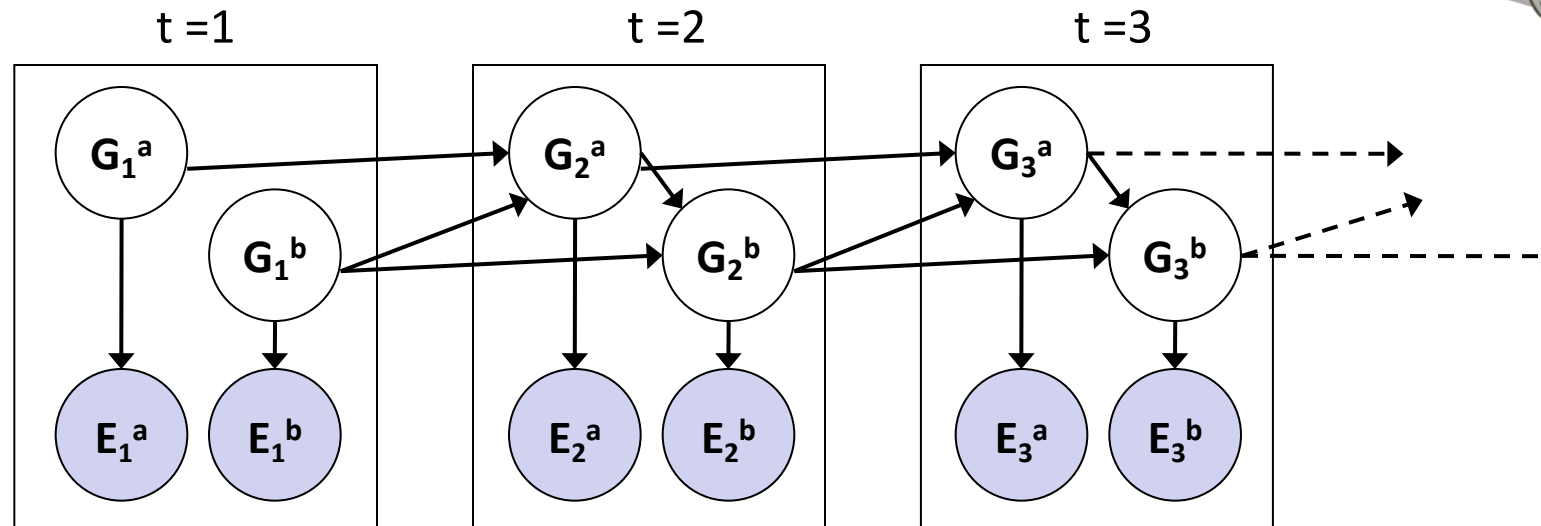 t =1 t =2 t =3
G₁ᵃ G₂ᵃ G₃ᵃ
G₁ᵇ G₂ᵇ G₃ᵇ
E₁ᵃ E₁ᵇ E₂ᵃ E₂ᵇ E₃ᵃ E₃ᵇ